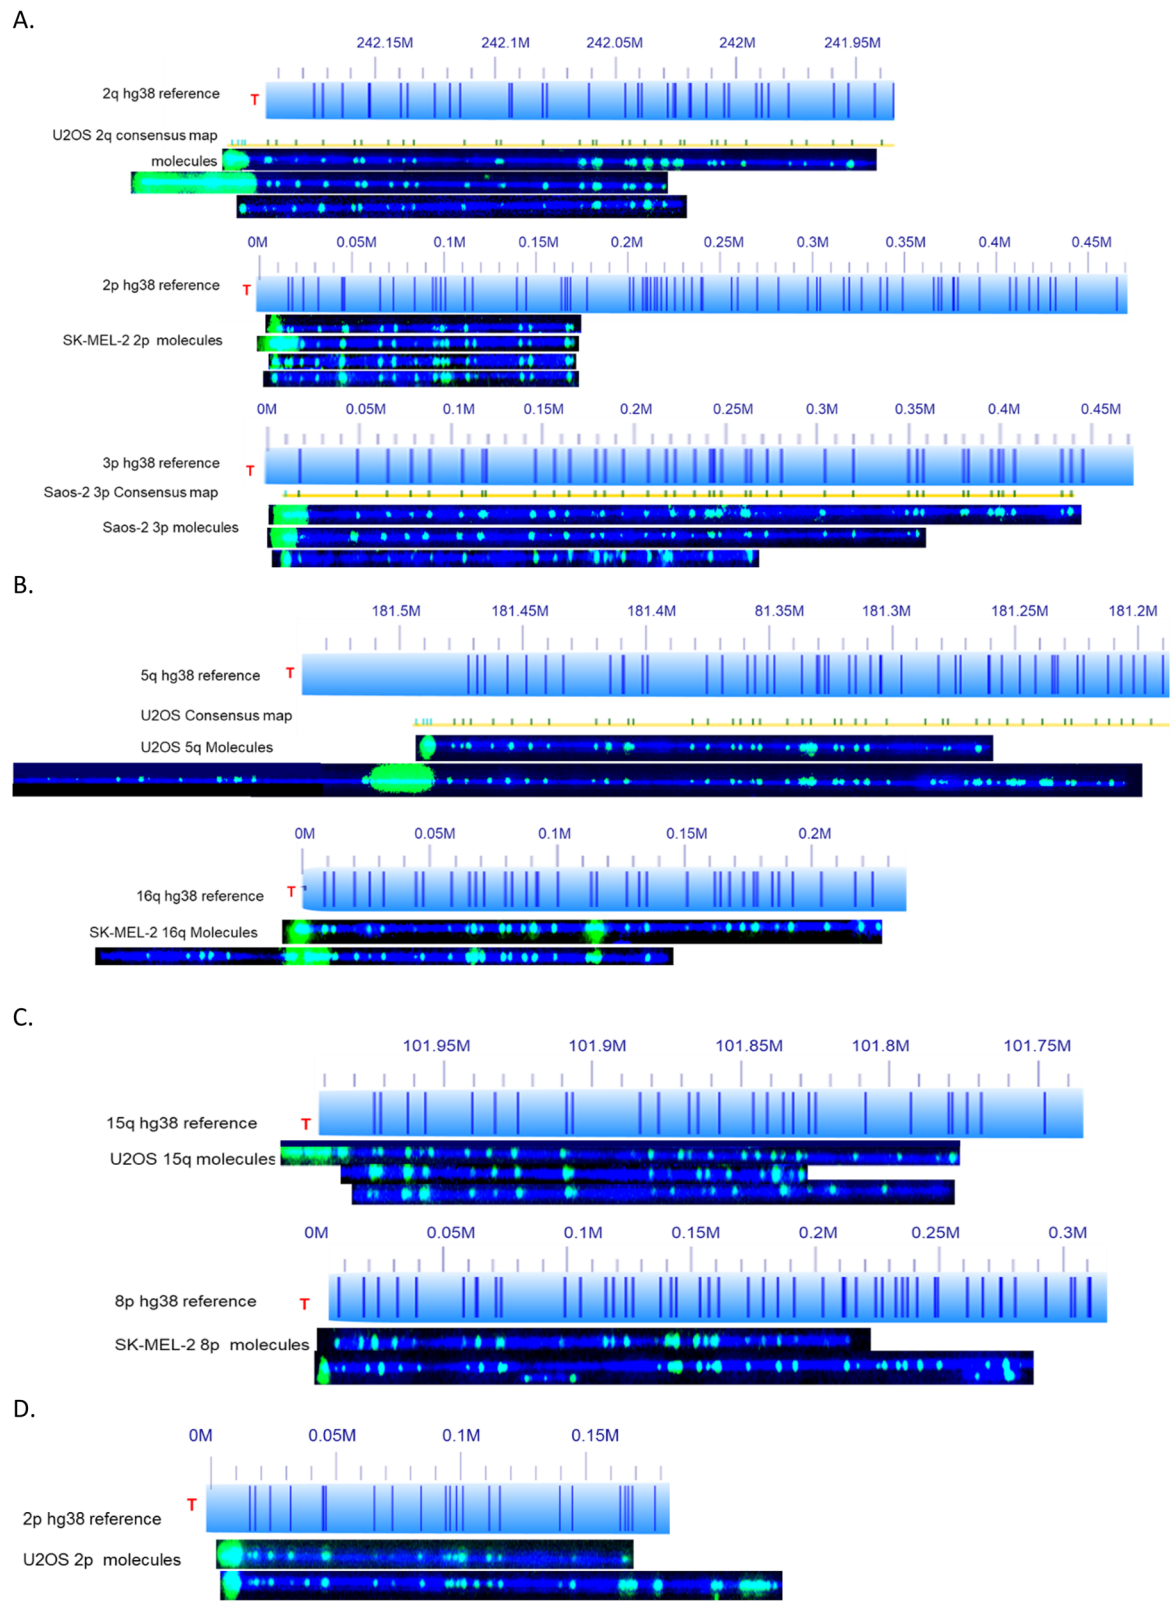 A.
242.15M 242.1M 242.05M 242M 241.95M
2q hg38 reference T
U2OS 2q consensus map
molecules
0M 0.05M 0.1M 0.15M 0.2M 0.25M 0.3M 0.35M 0.4M 0.45M
2p hg38 reference T
SK-MEL-2 2p molecules
0M 0.05M 0.1M 0.15M 0.2M 0.25M 0.3M 0.35M 0.4M 0.45M
3p hg38 reference T
Saos-2 3p Consensus map
Saos-2 3p molecules
B.
181.5M 181.45M 181.4M 81.35M 181.3M 181.25M 181.2M
5q hg38 reference T
U2OS Consensus map
U2OS 5q Molecules
0M 0.05M 0.1M 0.15M 0.2M
16q hg38 reference T
SK-MEL-2 16q Molecules
C.
101.95M 101.9M 101.85M 101.8M 101.75M
15q hg38 reference T
U2OS 15q molecules
0M 0.05M 0.1M 0.15M 0.2M 0.25M 0.3M
8p hg38 reference T
SK-MEL-2 8p molecules
D.
0M 0.05M 0.1M 0.15M
2p hg38 reference T
U2OS 2p molecules